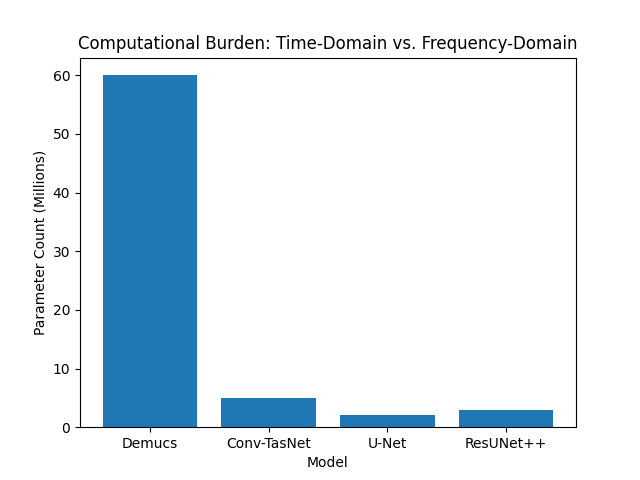 Computational Burden: Time-Domain vs. Frequency-Domain
60
50
40
30
20
10
0
Parameter Count (Millions)
Demucs Conv-TasNet U-Net ResUNet++
Model